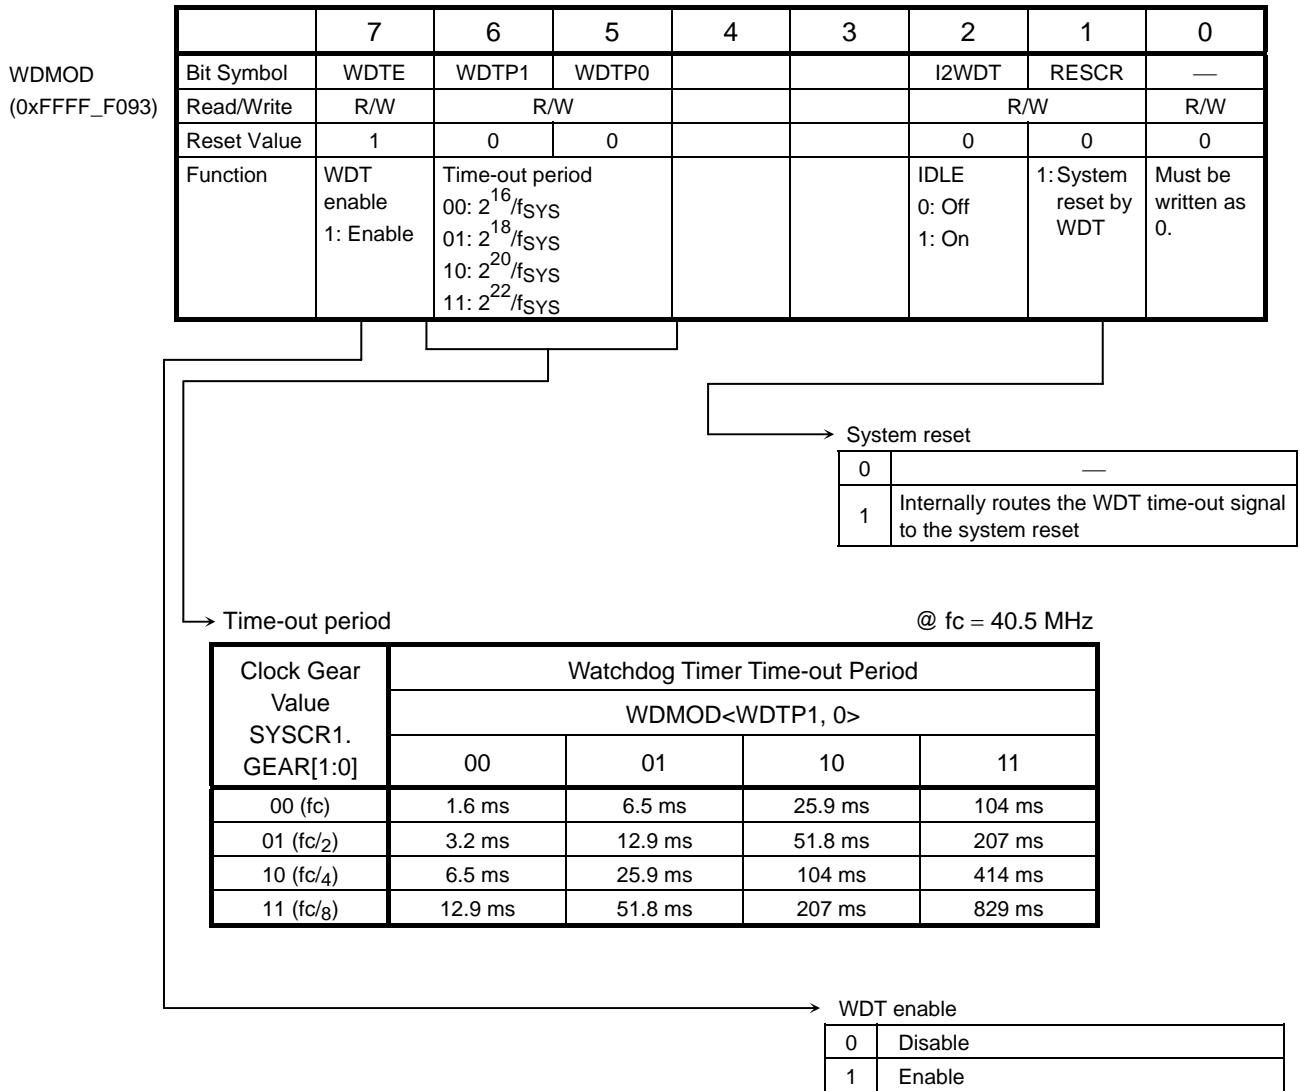 7 6 5 4 3 2 1 0
WDMOD
(0xFFFF_F093)
Bit Symbol WDTE WDTP1 WDTP0 I2WDT RESCR —
Read/Write R/W R/W R/W R/W
Reset Value 1 0 0 0 0 0
Function
WDT
enable
1: Enable
Time-out period
00: 2^16/fSYS
01: 2^18/fSYS
10: 2^20/fSYS
11: 2^22/fSYS
IDLE
0: Off
1: On
1: System
reset by
WDT
Must be
written as
0.
System reset
0 —
1 Internally routes the WDT time-out signal
to the system reset
Time-out period @ fc = 40.5 MHz
Clock Gear
Value
SYSCR1.
GEAR[1:0]
Watchdog Timer Time-out Period
WDMOD<WDTP1, 0>
00 01 10 11
00 (fc) 1.6 ms 6.5 ms 25.9 ms 104 ms
01 (fc/2) 3.2 ms 12.9 ms 51.8 ms 207 ms
10 (fc/4) 6.5 ms 25.9 ms 104 ms 414 ms
11 (fc/8) 12.9 ms 51.8 ms 207 ms 829 ms
WDT enable
0 Disable
1 Enable